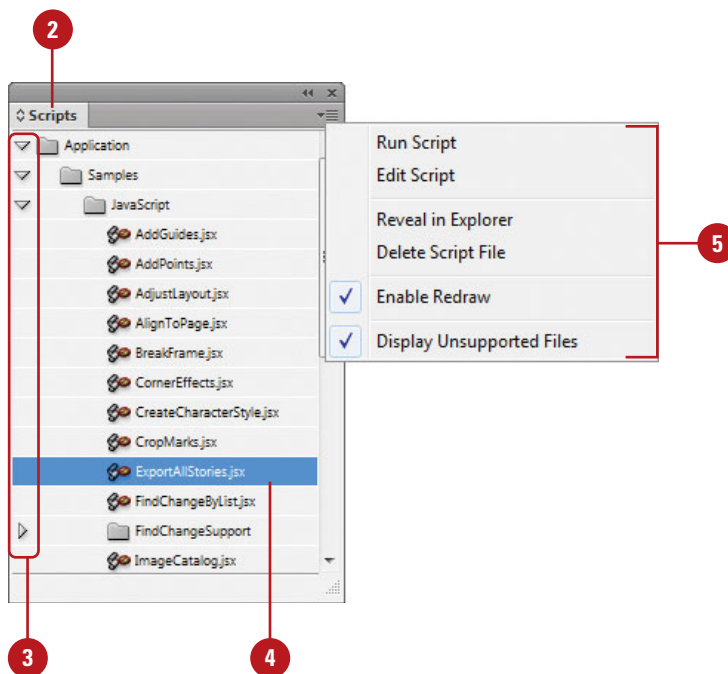 2
Scripts
Application
Samples
JavaScript
AddGuides.jsx
AddPoints.jsx
AdjustLayout.jsx
AlignToPage.jsx
BreakFrame.jsx
CornerEffects.jsx
CreateCharacterStyle.jsx
CropMarks.jsx
ExportAllStories.jsx
FindChangeByList.jsx
FindChangeSupport
ImageCatalog.jsx
Run Script
Edit Script
Reveal in Explorer
Delete Script File
Enable Redraw
Display Unsupported Files
5
3
4